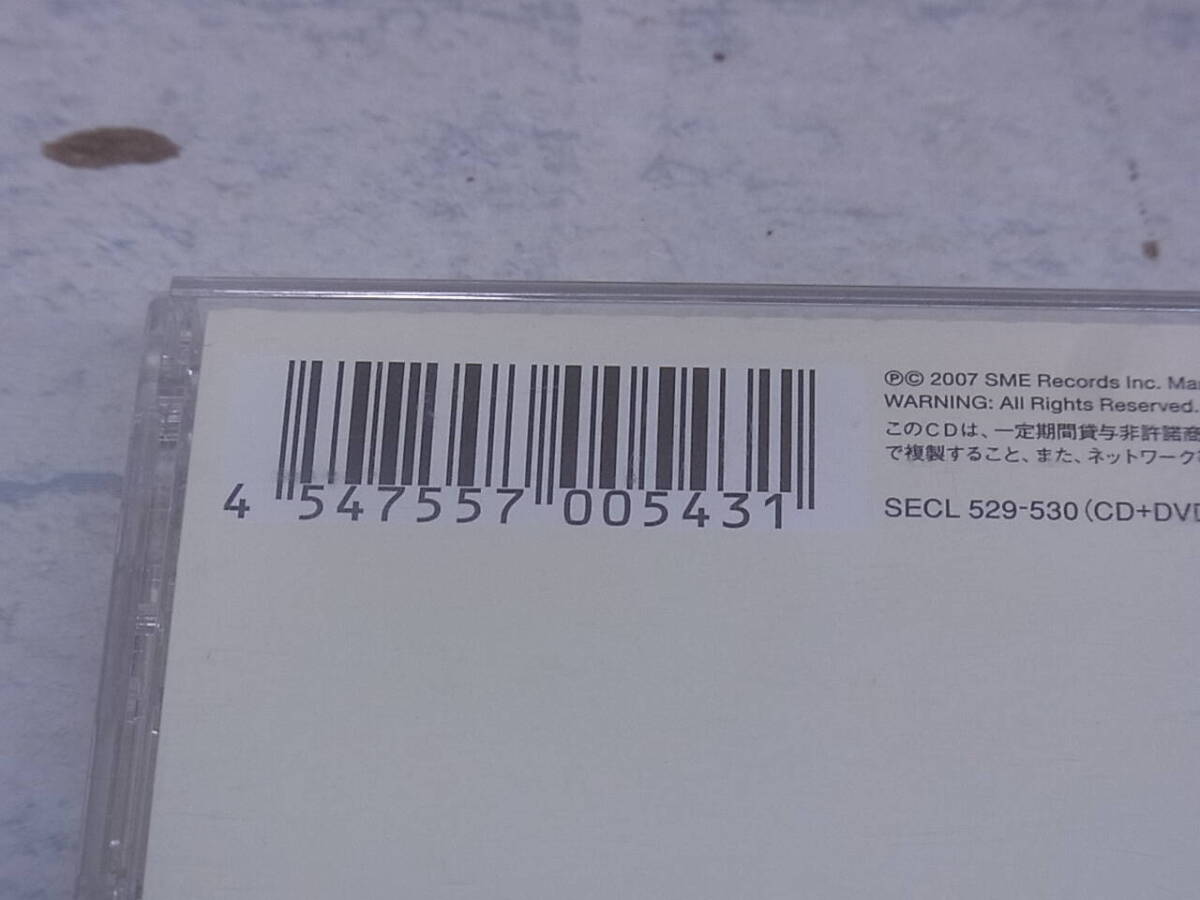 4 547557 005431
℗© 2007 SME Records Inc.
WARNING: All Rights Reserved.
このCDは、一定期間貸与非許諾商
で複製すること、また、ネットワーク
SECL 529-530（CD+DVD